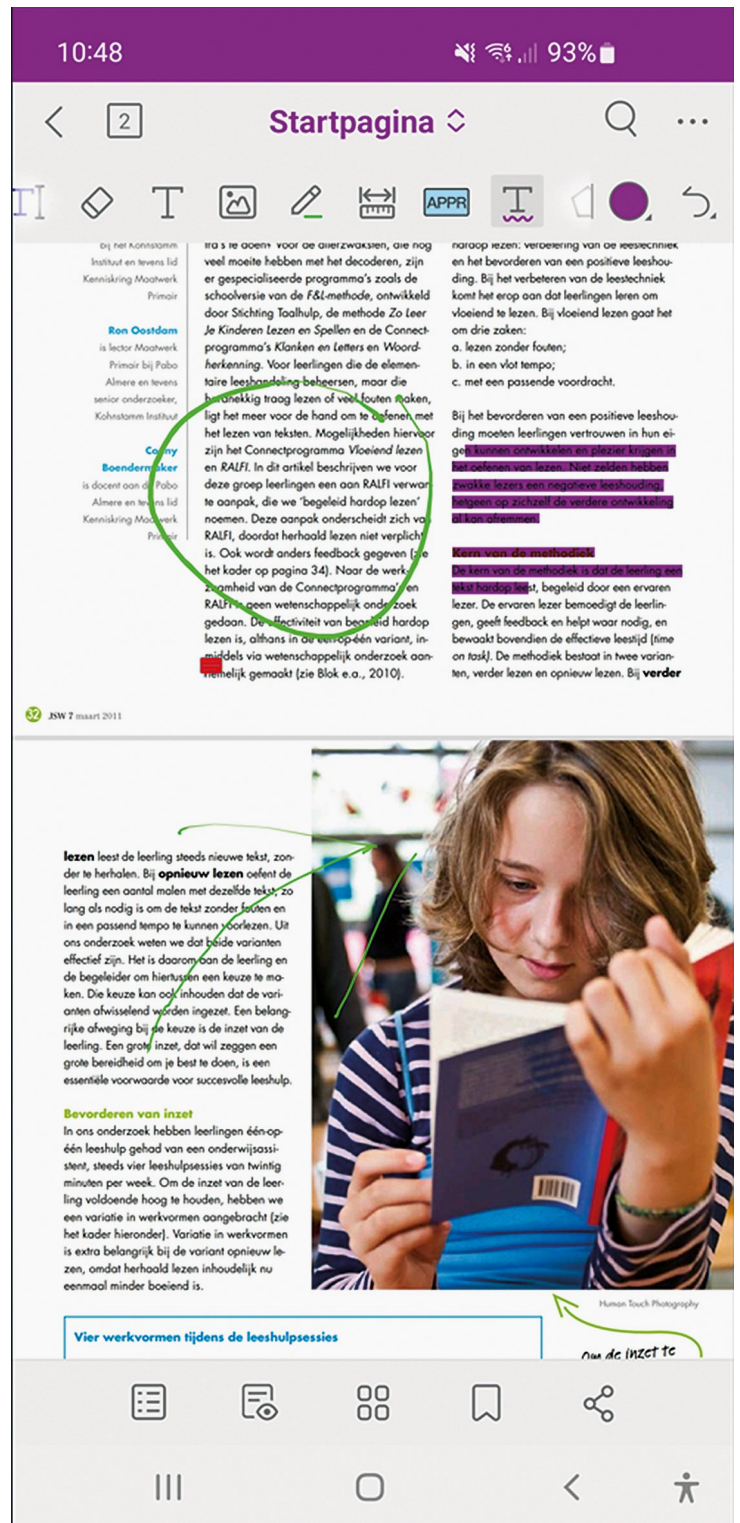 10:48
93%
2
Startpagina
APPR
bij het Kohnstamm
Instituut en tevens lid
Kenniskring Maatwerk
Primair
Ron Oostdam
is lector Maatwerk
Primair bij Pabo
Almere en tevens
senior onderzoeker,
Kohnstamm Instituut
Conny
Boendermaker
is docent aan de Pabo
Almere en tevens lid
Kenniskring Maatwerk
Primair
tra's te doen? Voor de allerzwaksten, die nog
veel moeite hebben met het decoderen, zijn
er gespecialiseerde programma's zoals de
schoolversie van de F&L-methode, ontwikkeld
door Stichting Taalhulp, de methode Zo Leer
Je Kinderen Lezen en Spellen en de Connect-
programma's Klanken en Letters en Woord-
herkenning. Voor leerlingen die de elemen-
taire leeshandeling beheersen, maar die
hardnekkig traag lezen of veel fouten maken,
ligt het meer voor de hand om te oefenen met
het lezen van teksten. Mogelijkheden hiervoor
zijn het Connectprogramma Vloeiend lezen
en RALFI. In dit artikel beschrijven we voor
deze groep leerlingen een aan RALFI verwan-
te aanpak, die we 'begeleid hardop lezen'
noemen. Deze aanpak onderscheidt zich van
RALFI, doordat herhaald lezen niet verplicht
is. Ook wordt anders feedback gegeven (zie
het kader op pagina 34). Naar de werk-
zaamheid van de Connectprogramma's en
RALFI is geen wetenschappelijk onderzoek
gedaan. De effectiviteit van begeleid hardop
lezen is, althans in de één-op-één variant, in-
middels via wetenschappelijk onderzoek aan-
nemelijk gemaakt (zie Blok e.a., 2010).
hardop lezen: verbetering van de leestechniek
en het bevorderen van een positieve leeshou-
ding. Bij het verbeteren van de leestechniek
komt het erop aan dat leerlingen leren om
vloeiend te lezen. Bij vloeiend lezen gaat het
om drie zaken:
a. lezen zonder fouten;
b. in een vlot tempo;
c. met een passende voordracht.
Bij het bevorderen van een positieve leeshou-
ding moeten leerlingen vertrouwen in hun ei-
gen kunnen ontwikkelen en plezier krijgen in
het oefenen van lezen. Niet zelden hebben
zwakke lezers een negatieve leeshouding,
hetgeen op zichzelf de verdere ontwikkeling
al kan afremmen.
Kern van de methodiek
De kern van de methodiek is dat de leerling een
tekst hardop leest, begeleid door een ervaren
lezer. De ervaren lezer bemoedigt de leerlin-
gen, geeft feedback en helpt waar nodig, en
bewaakt bovendien de effectieve leestijd (time
on task). De methodiek bestaat in twee varian-
ten, verder lezen en opnieuw lezen. Bij verder
32 JSW 7 maart 2011
lezen leest de leerling steeds nieuwe tekst, zon-
der te herhalen. Bij opnieuw lezen oefent de
leerling een aantal malen met dezelfde tekst, zo
lang als nodig is om de tekst zonder fouten en
in een passend tempo te kunnen voorlezen. Uit
ons onderzoek weten we dat beide varianten
effectief zijn. Het is daarom aan de leerling en
de begeleider om hiertussen een keuze te ma-
ken. Die keuze kan ook inhouden dat de vari-
anten afwisselend worden ingezet. Een belang-
rijke afweging bij de keuze is de inzet van de
leerling. Een grote inzet, dat wil zeggen een
grote bereidheid om je best te doen, is een
essentiële voorwaarde voor succesvolle leeshulp.
Bevorderen van inzet
In ons onderzoek hebben leerlingen één-op-
één leeshulp gehad van een onderwijsassi-
stent, steeds vier leeshulpsessies van twintig
minuten per week. Om de inzet van de leer-
ling voldoende hoog te houden, hebben we
een variatie in werkvormen aangebracht (zie
het kader hieronder). Variatie in werkvormen
is extra belangrijk bij de variant opnieuw le-
zen, omdat herhaald lezen inhoudelijk nu
eenmaal minder boeiend is.
Human Touch Photography
Vier werkvormen tijdens de leeshulpsessies
Om de inzet te